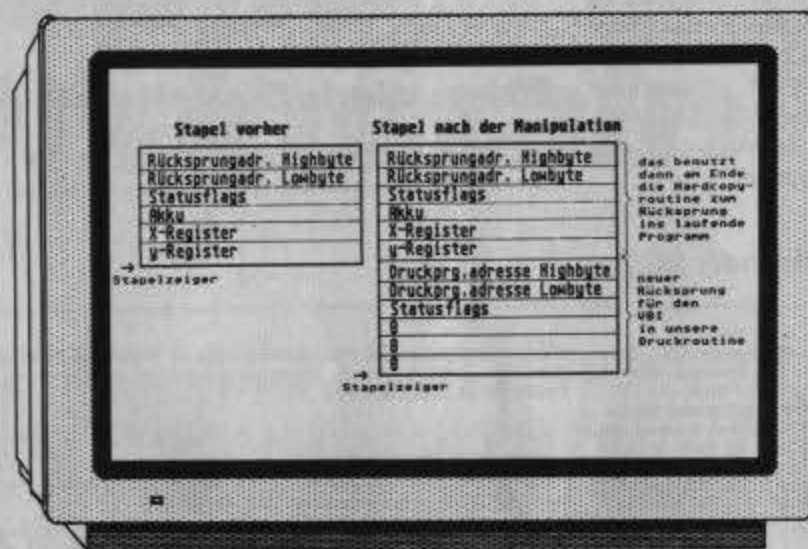 Stapel vorher
Rücksprungadr. Highbyte
Rücksprungadr. Lowbyte
Statusflags
Akku
X-Register
y-Register
→
Stapelzeiger
Stapel nach der Manipulation
Rücksprungadr. Highbyte
Rücksprungadr. Lowbyte
Statusflags
Akku
X-Register
y-Register
Druckprg.adresse Highbyte
Druckprg.adresse Lowbyte
Statusflags
0
0
0
→
Stapelzeiger
das benutzt
dann am Ende
die Hardcopy-
routine zum
Rücksprung
ins laufende
Programm
neuer
Rücksprung
für den
VBI
in unsere
Druckroutine